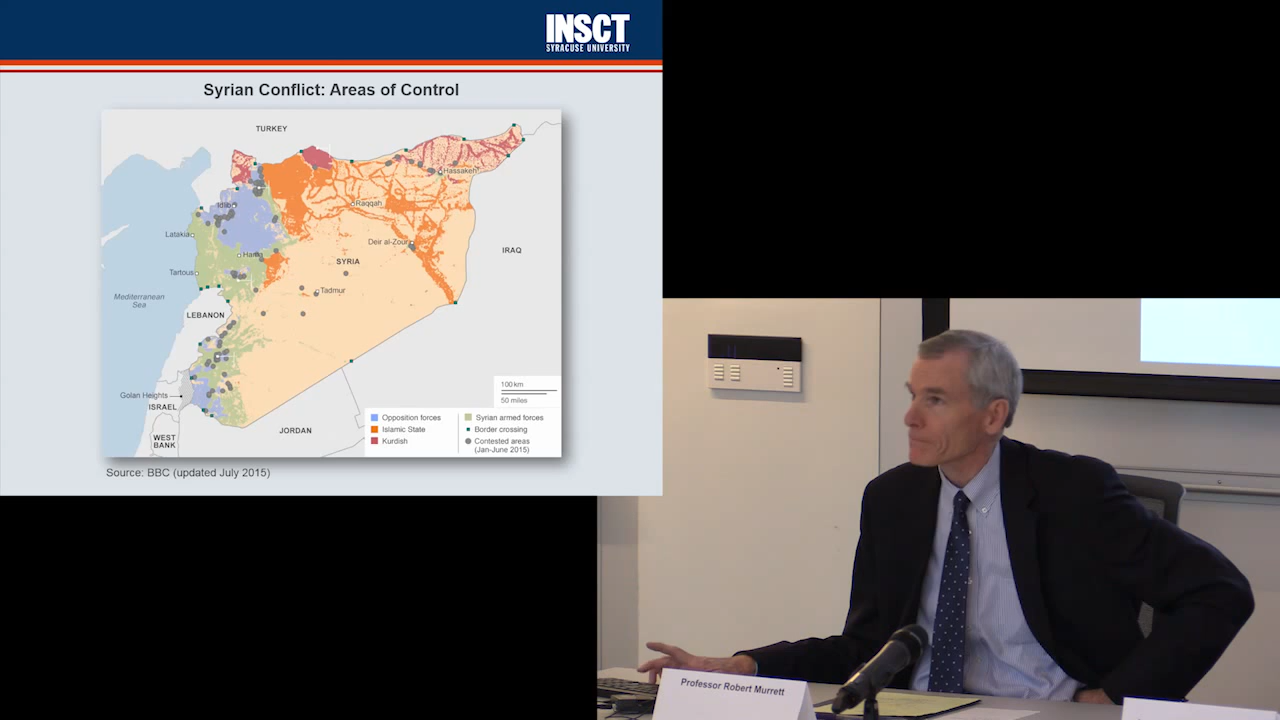 INSCT
SYRACUSE UNIVERSITY
Syrian Conflict: Areas of Control
TURKEY
Hassakeh
Idlib
Raqqah
Latakia
Deir al-Zour
Hama
IRAQ
SYRIA
Tartous
Tadmur
Mediterranean
Sea
LEBANON
100 km
50 miles
Golan Heights
ISRAEL
Opposition forces
Syrian armed forces
Islamic State
Border crossing
JORDAN
WEST
BANK
Kurdish
Contested areas
(Jan-June 2015)
Source: BBC (updated July 2015)
Professor Robert Murrett